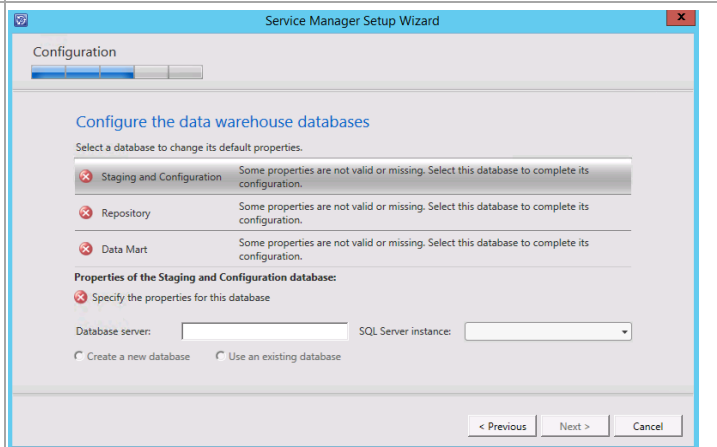 Service Manager Setup Wizard
x
Configuration
Configure the data warehouse databases
Select a database to change its default properties.
Staging and Configuration
Some properties are not valid or missing. Select this database to complete its
configuration.
Repository
Some properties are not valid or missing. Select this database to complete its
configuration.
Data Mart
Some properties are not valid or missing. Select this database to complete its
configuration.
Properties of the Staging and Configuration database:
Specify the properties for this database
Database server: SQL Server instance:
Create a new database Use an existing database
< Previous Next > Cancel